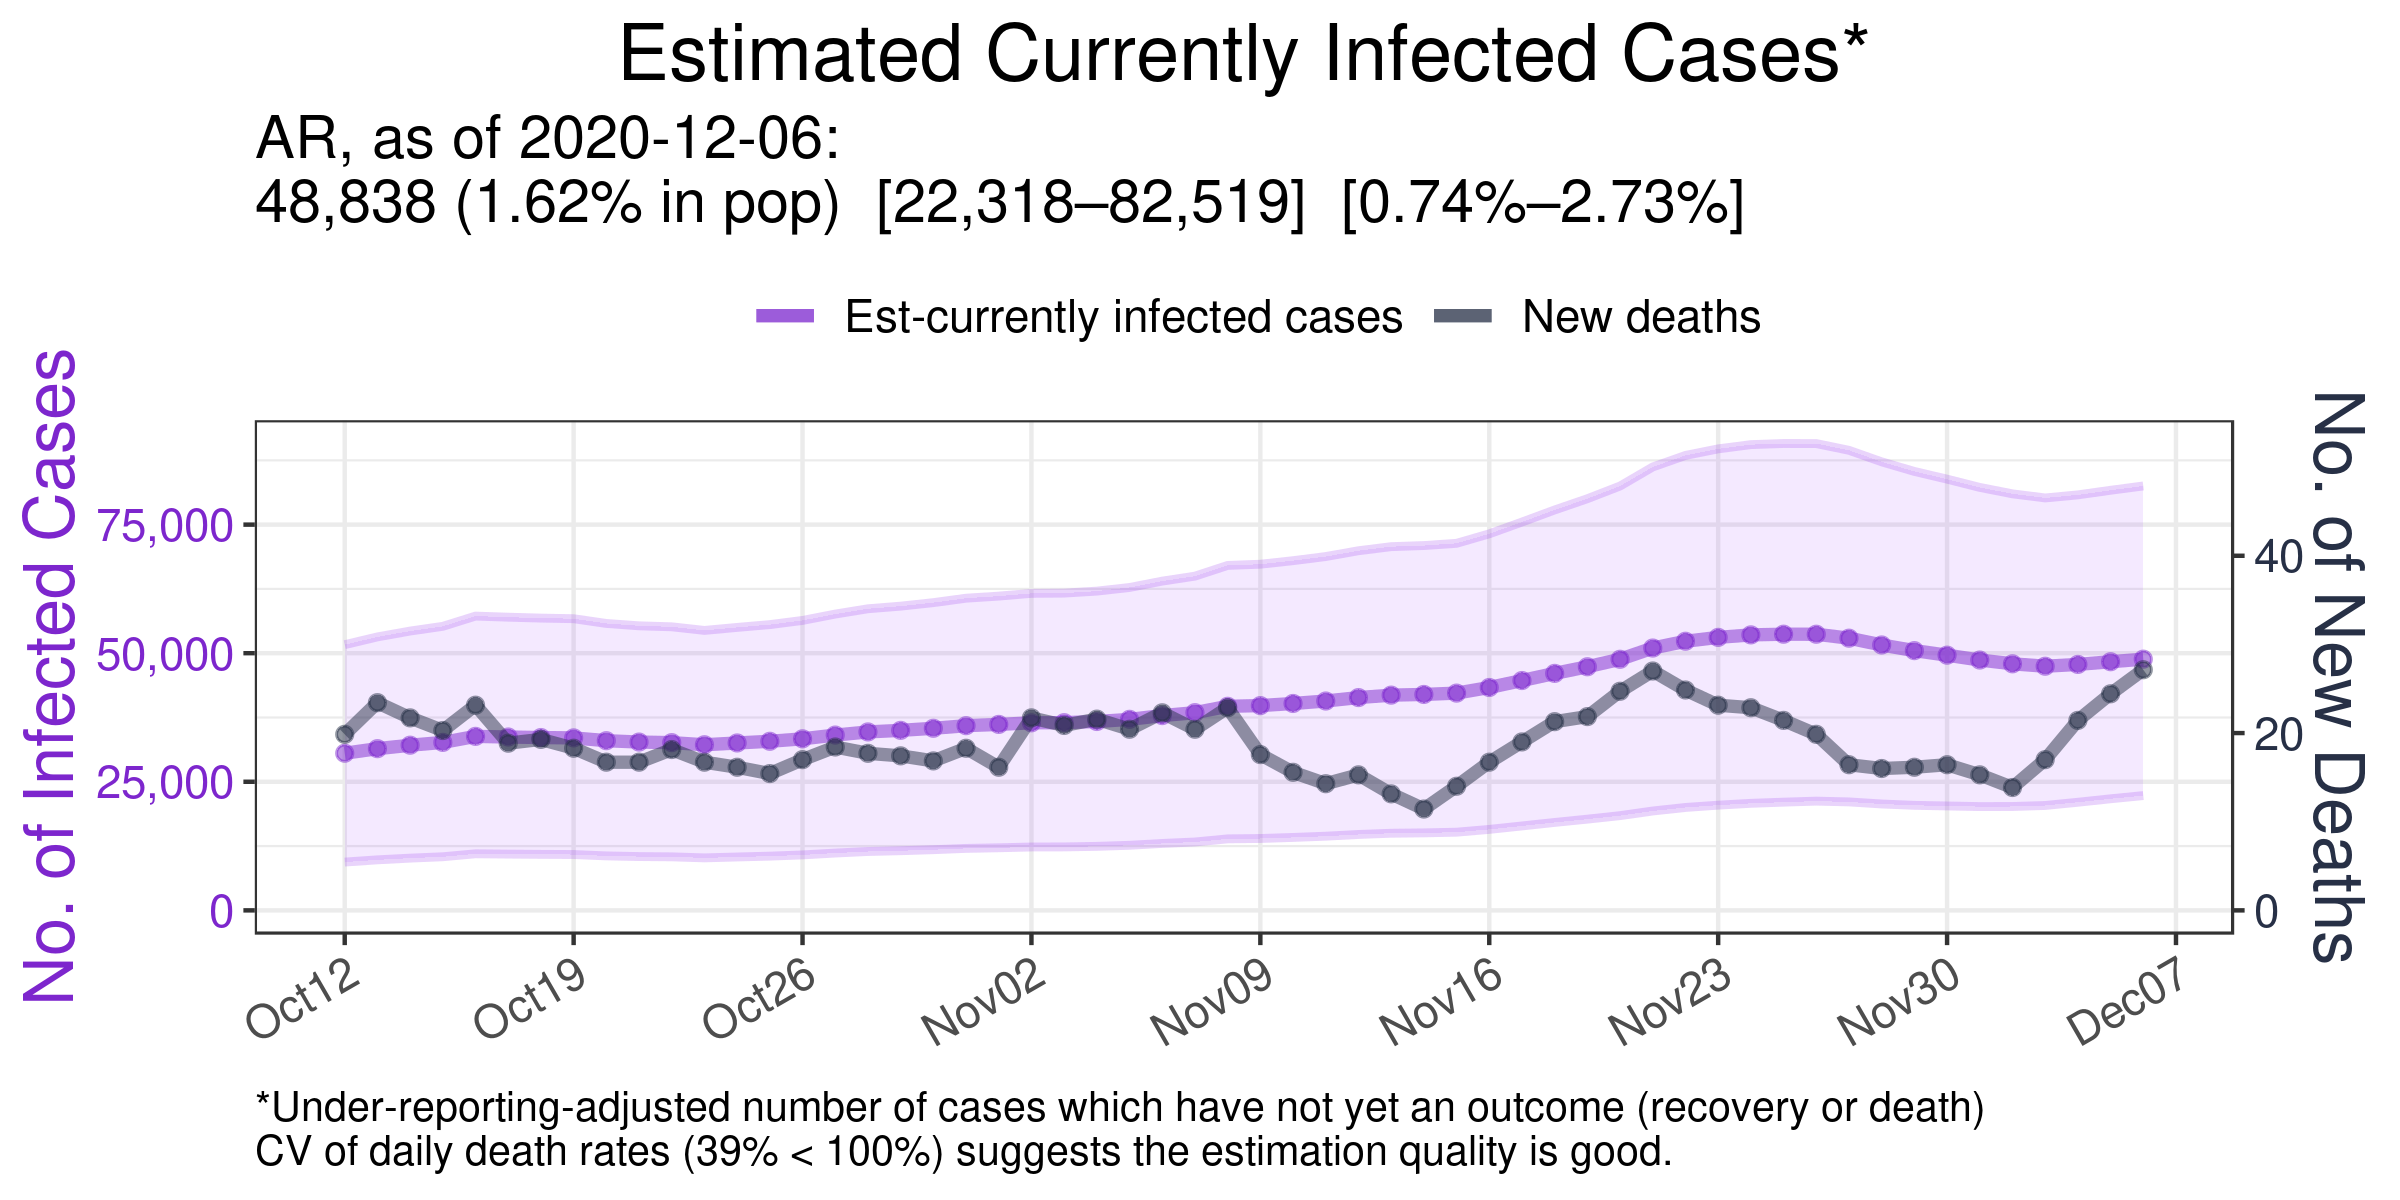 Estimated Currently Infected Cases*
AR, as of 2020-12-06:
48,838 (1.62% in pop) [22,318–82,519] [0.74%–2.73%]
Est-currently infected cases
New deaths
No. of Infected Cases
75,000
50,000
25,000
0
No. of New Deaths
40
20
0
Oct12
Oct19
Oct26
Nov02
Nov09
Nov16
Nov23
Nov30
Dec07
*Under-reporting-adjusted number of cases which have not yet an outcome (recovery or death)
CV of daily death rates (39% < 100%) suggests the estimation quality is good.